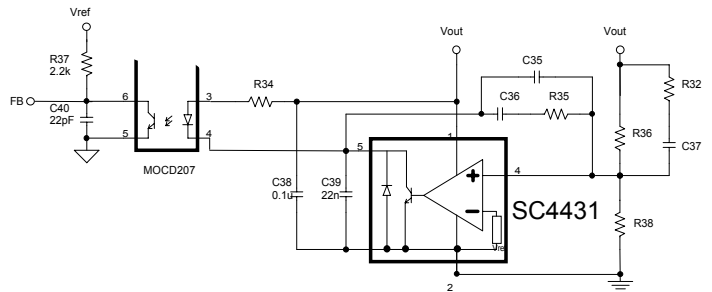 Vref
R37
2.2k
FB
C40
22pF
6
5
3
4
MOCD207
R34
Vout
C35
C36
R35
Vout
R32
R36
C37
R38
1
5
4
2
C38
0.1u
C39
22n
SC4431